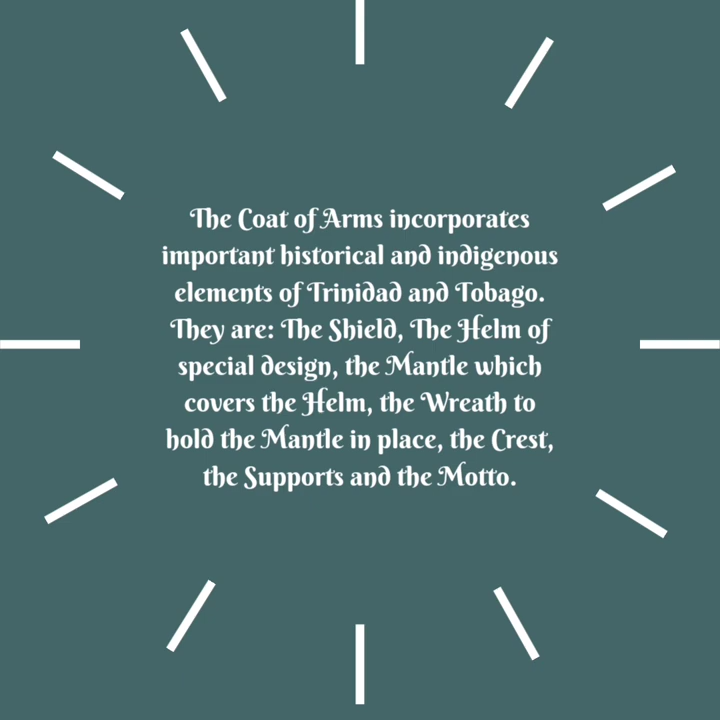 The Coat of Arms incorporates
important historical and indigenous
elements of Trinidad and Tobago.
They are: The Shield, The Helm of
special design, the Mantle which
covers the Helm, the Wreath to
hold the Mantle in place, the Crest,
the Supports and the Motto.